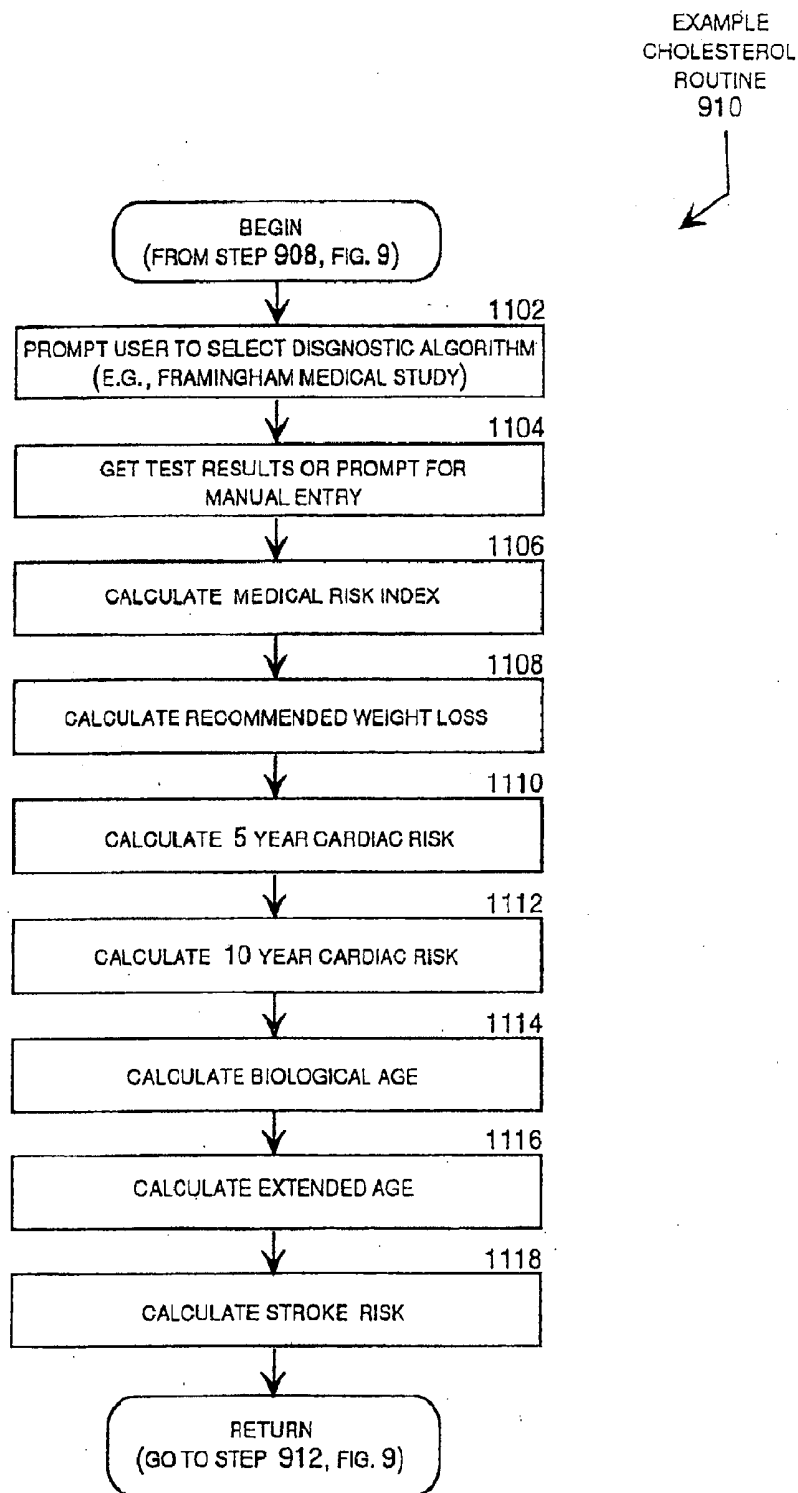 EXAMPLE
CHOLESTEROL
ROUTINE
910
BEGIN
(FROM STEP 908, FIG. 9)
1102
PROMPT USER TO SELECT DISGNOSTIC ALGORITHM
(E.G., FRAMINGHAM MEDICAL STUDY)
1104
GET TEST RESULTS OR PROMPT FOR
MANUAL ENTRY
1106
CALCULATE MEDICAL RISK INDEX
1108
CALCULATE RECOMMENDED WEIGHT LOSS
1110
CALCULATE 5 YEAR CARDIAC RISK
1112
CALCULATE 10 YEAR CARDIAC RISK
1114
CALCULATE BIOLOGICAL AGE
1116
CALCULATE EXTENDED AGE
1118
CALCULATE STROKE RISK
RETURN
(GO TO STEP 912, FIG. 9)